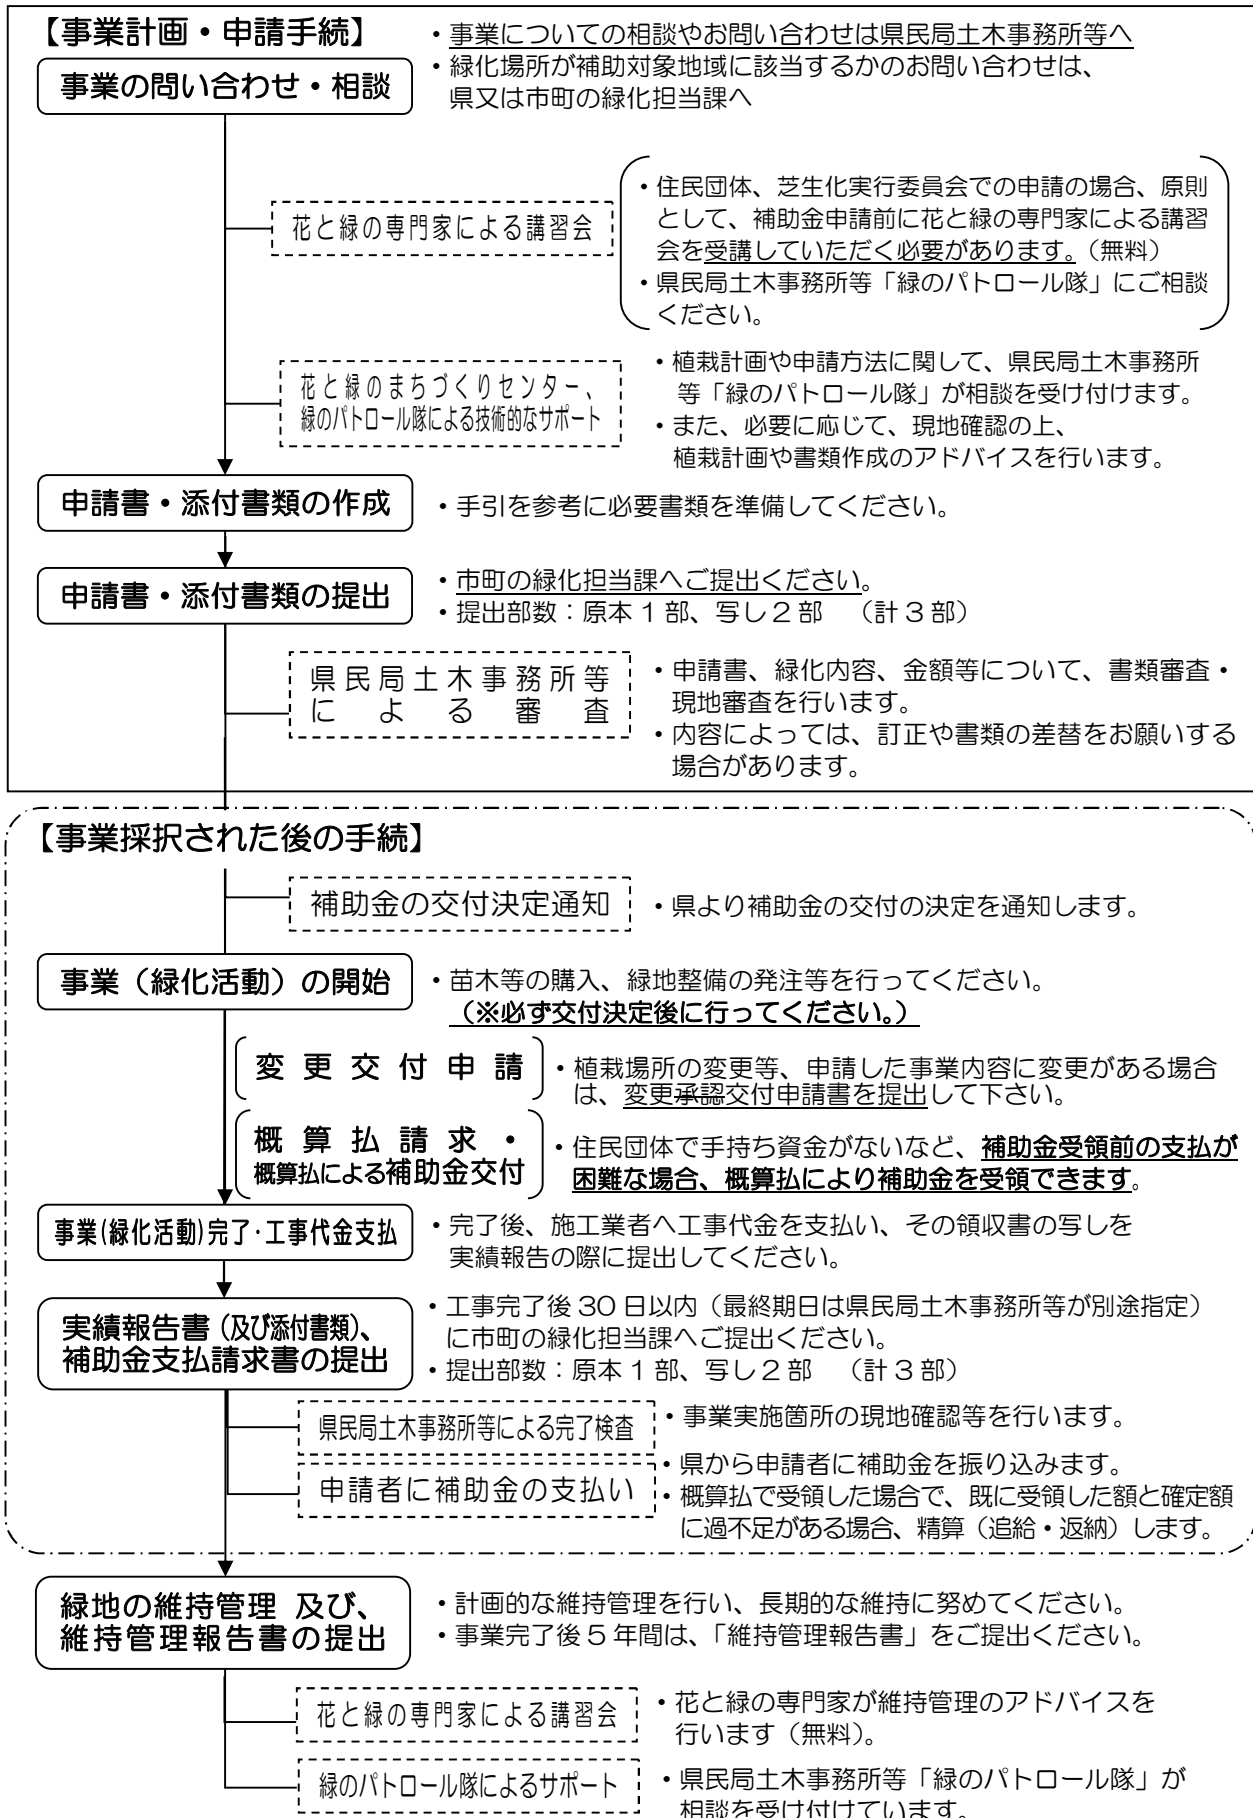 【事業計画・申請手続】
・事業についての相談やお問い合わせは県民局土木事務所等へ
事業の問い合わせ・相談
・緑化場所が補助対象地域に該当するかのお問い合わせは、
県又は市町の緑化担当課へ
花と緑の専門家による講習会
・住民団体、芝生化実行委員会での申請の場合、原則
として、補助金申請前に花と緑の専門家による講習
会を受講していただく必要があります。（無料）
・県民局土木事務所等「緑のパトロール隊」にご相談
ください。
花と緑のまちづくりセンター、
緑のパトロール隊による技術的なサポート
・植栽計画や申請方法に関して、県民局土木事務所
等「緑のパトロール隊」が相談を受け付けます。
・また、必要に応じて、現地確認の上、
植栽計画や書類作成のアドバイスを行います。
申請書・添付書類の作成
・手引を参考に必要書類を準備してください。
申請書・添付書類の提出
・市町の緑化担当課へご提出ください。
・提出部数：原本１部、写し２部　（計３部）
県民局土木事務所等
による審査
・申請書、緑化内容、金額等について、書類審査・
現地審査を行います。
・内容によっては、訂正や書類の差替をお願いする
場合があります。
【事業採択された後の手続】
補助金の交付決定通知
・県より補助金の交付の決定を通知します。
事業（緑化活動）の開始
・苗木等の購入、緑地整備の発注等を行ってください。
（※必ず交付決定後に行ってください。）
変更交付申請
・植栽場所の変更等、申請した事業内容に変更がある場合
は、変更承認交付申請書を提出して下さい。
概算払請求・
概算払による補助金交付
・住民団体で手持ち資金がないなど、補助金受領前の支払が
困難な場合、概算払により補助金を受領できます。
事業(緑化活動)完了・工事代金支払
・完了後、施工業者へ工事代金を支払い、その領収書の写しを
実績報告の際に提出してください。
実績報告書（及び添付書類）、
補助金支払請求書の提出
・工事完了後 30 日以内（最終期日は県民局土木事務所等が別途指定）
に市町の緑化担当課へご提出ください。
・提出部数：原本１部、写し２部　（計３部）
県民局土木事務所等による完了検査
・事業実施箇所の現地確認等を行います。
申請者に補助金の支払い
・県から申請者に補助金を振り込みます。
・概算払で受領した場合で、既に受領した額と確定額
に過不足がある場合、精算（追給・返納）します。
緑地の維持管理 及び、
維持管理報告書の提出
・計画的な維持管理を行い、長期的な維持に努めてください。
・事業完了後５年間は、「維持管理報告書」をご提出ください。
花と緑の専門家による講習会
・花と緑の専門家が維持管理のアドバイスを
行います（無料）。
緑のパトロール隊によるサポート
・県民局土木事務所等「緑のパトロール隊」が
相談を受け付けています。